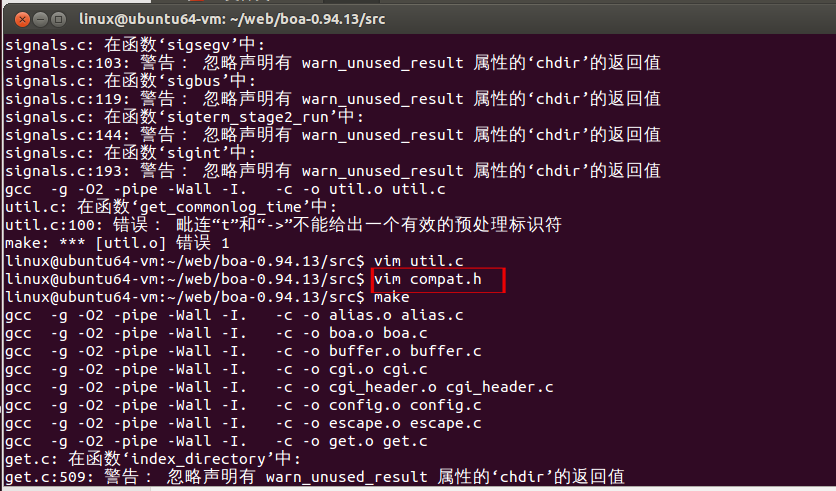 linux@ubuntu64-vm: ~/web/boa-0.94.13/src
signals.c: 在函数‘sigsegv’中:
signals.c:103: 警告： 忽略声明有 warn_unused_result 属性的‘chdir’的返回值
signals.c: 在函数‘sigbus’中:
signals.c:119: 警告： 忽略声明有 warn_unused_result 属性的‘chdir’的返回值
signals.c: 在函数‘sigterm_stage2_run’中:
signals.c:144: 警告： 忽略声明有 warn_unused_result 属性的‘chdir’的返回值
signals.c: 在函数‘sigint’中:
signals.c:193: 警告： 忽略声明有 warn_unused_result 属性的‘chdir’的返回值
gcc  -g -O2 -pipe -Wall -I.   -c -o util.o util.c
util.c: 在函数‘get_commonlog_time’中:
util.c:100: 错误： 毗连“t”和“->”不能给出一个有效的预处理标识符
make: *** [util.o] 错误 1
linux@ubuntu64-vm:~/web/boa-0.94.13/src$ vim util.c
linux@ubuntu64-vm:~/web/boa-0.94.13/src$ vim compat.h
linux@ubuntu64-vm:~/web/boa-0.94.13/src$ make
gcc  -g -O2 -pipe -Wall -I.   -c -o alias.o alias.c
gcc  -g -O2 -pipe -Wall -I.   -c -o boa.o boa.c
gcc  -g -O2 -pipe -Wall -I.   -c -o buffer.o buffer.c
gcc  -g -O2 -pipe -Wall -I.   -c -o cgi.o cgi.c
gcc  -g -O2 -pipe -Wall -I.   -c -o cgi_header.o cgi_header.c
gcc  -g -O2 -pipe -Wall -I.   -c -o config.o config.c
gcc  -g -O2 -pipe -Wall -I.   -c -o escape.o escape.c
gcc  -g -O2 -pipe -Wall -I.   -c -o get.o get.c
get.c: 在函数‘index_directory’中:
get.c:509: 警告： 忽略声明有 warn_unused_result 属性的‘chdir’的返回值